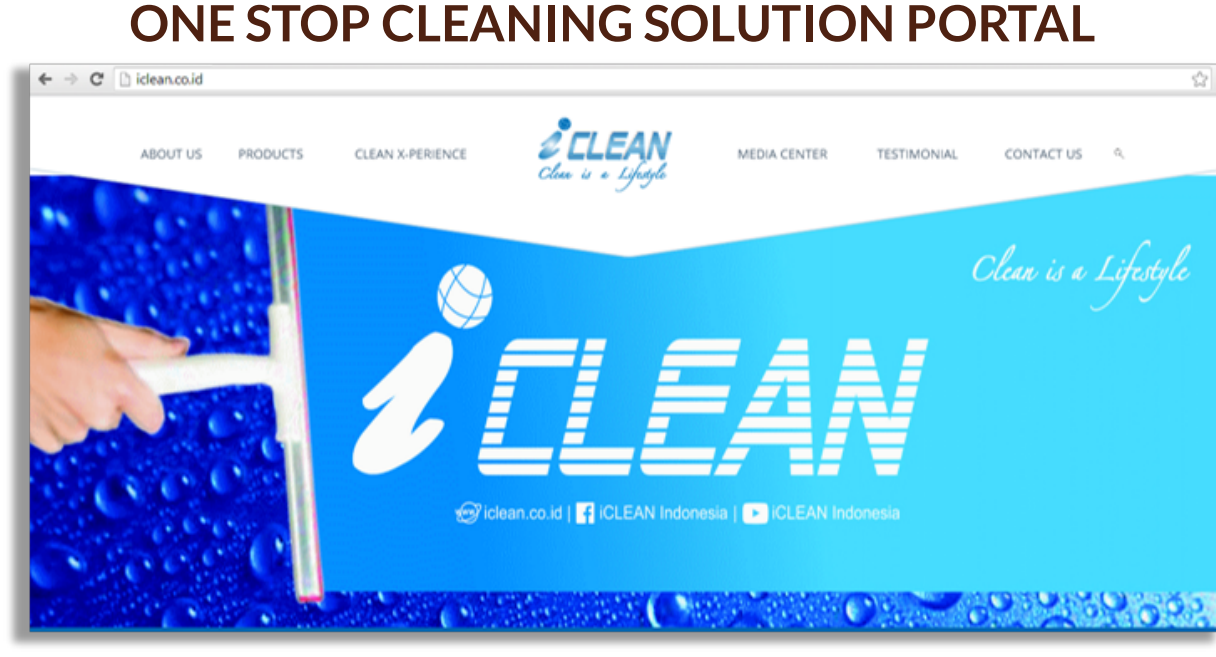 ONE STOP CLEANING SOLUTION PORTAL
iclean.co.id
ABOUT US PRODUCTS CLEAN X-PERIENCE iCLEAN MEDIA CENTER TESTIMONIAL CONTACT US
Clean is a Lifestyle
Clean is a Lifestyle
iCLEAN
www iclean.co.id | f iCLEAN Indonesia | iCLEAN Indonesia